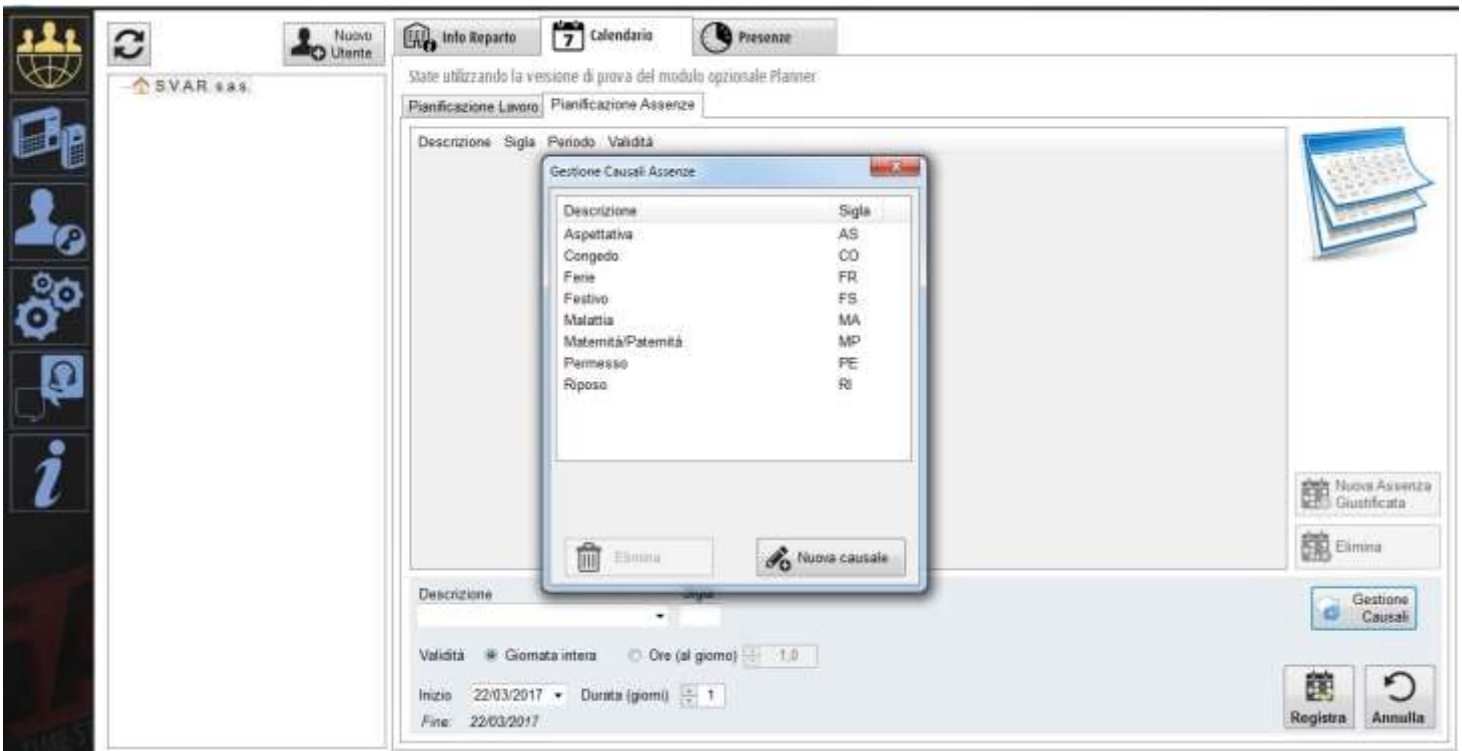 Nuovo
Utente
Info Reparto
7 Calendario
Presenze
State utilizzando la versione di prova del modulo opzionale Planner
S.V.A.R. s.a.s.
Pianificazione Lavoro Pianificazione Assenze
Descrizione Sigla Periodo Validità
Gestione Causali Assenze
Descrizione Sigla
Aspettativa AS
Congedo CO
Ferie FR
Festivo FS
Malattia MA
Maternità/Paternità MP
Permesso PE
Riposo RI
Elimina
Nuova causale
Nuova Assenza
Giustificata
Elimina
Descrizione Sigla
Gestione
Causali
Validità Giornata intera Ore (al giorno) 1,0
Inizio 22/03/2017 Durata (giorni) 1
Fine: 22/03/2017
Registra
Annulla